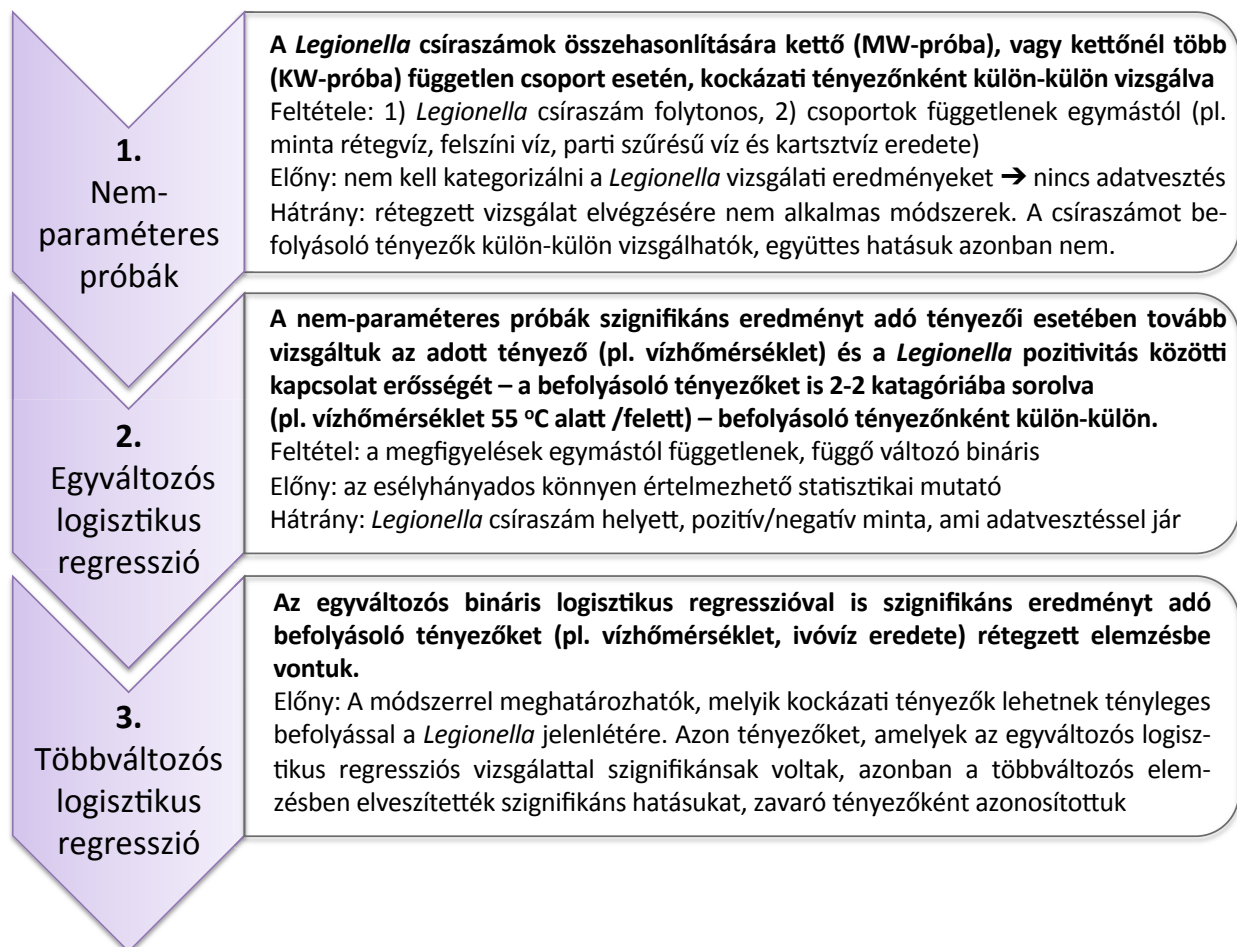 1.
Nem-
paraméteres
próbák
A Legionella csíraszámok összehasonlítására kettő (MW-próba), vagy kettőnél több
(KW-próba) független csoport esetén, kockázati tényezőnként külön-külön vizsgálva
Feltétele: 1) Legionella csíraszám folytonos, 2) csoportok függetlenek egymástól (pl.
minta rétegvíz, felszíni víz, parti szűrésű víz és kartsztvíz eredete)
Előny: nem kell kategorizálni a Legionella vizsgálati eredményeket ➔ nincs adatvesztés
Hátrány: rétegzett vizsgálat elvégzésére nem alkalmas módszerek. A csíraszámot be-
folyásoló tényezők külön-külön vizsgálhatók, együttes hatásuk azonban nem.
2.
Egyváltozós
logisztikus
regresszió
A nem-paraméteres próbák szignifikáns eredményt adó tényezői esetében tovább
vizsgáltuk az adott tényező (pl. vízhőmérséklet) és a Legionella pozitivitás közötti
kapcsolat erősségét – a befolyásoló tényezőket is 2-2 katagóriába sorolva
(pl. vízhőmérséklet 55 °C alatt /felett) – befolyásoló tényezőnként külön-külön.
Feltétel: a megfigyelések egymástól függetlenek, függő változó bináris
Előny: az esélyhányados könnyen értelmezhető statisztikai mutató
Hátrány: Legionella csíraszám helyett, pozitív/negatív minta, ami adatvesztéssel jár
3.
Többváltozós
logisztikus
regresszió
Az egyváltozós bináris logisztikus regresszióval is szignifikáns eredményt adó
befolyásoló tényezőket (pl. vízhőmérséklet, ivóvíz eredete) rétegzett elemzésbe
vontuk.
Előny: A módszerrel meghatározhatók, melyik kockázati tényezők lehetnek tényleges
befolyással a Legionella jelenlétére. Azon tényezőket, amelyek az egyváltozós logisz-
tikus regressziós vizsgálattal szignifikánsak voltak, azonban a többváltozós elem-
zésben elveszítették szignifikáns hatásukat, zavaró tényezőként azonosítottuk